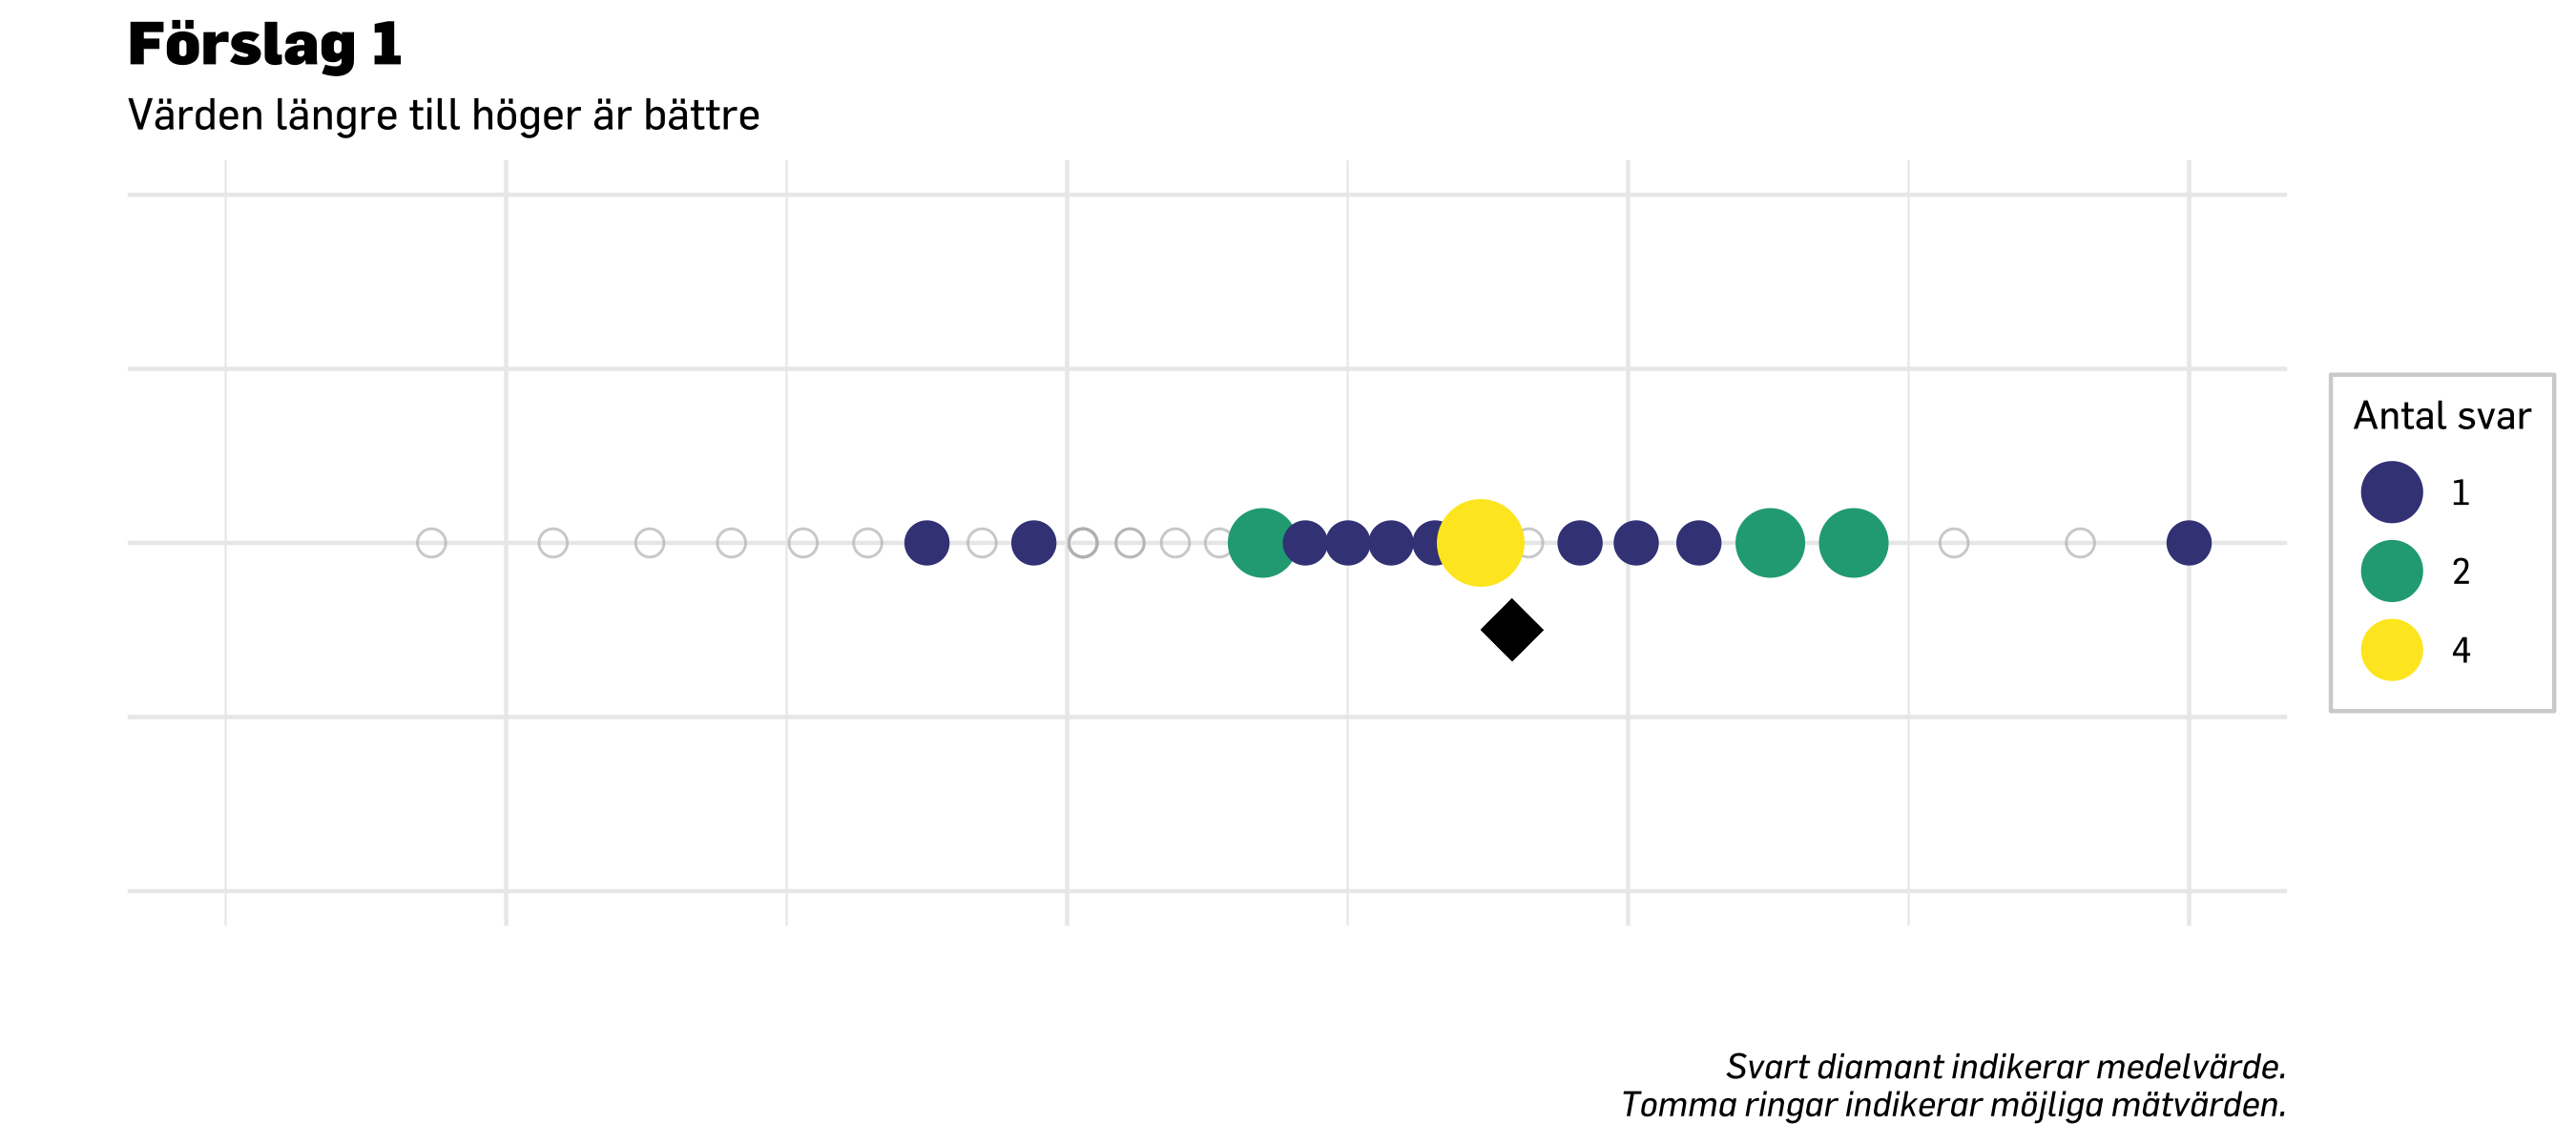 Förslag 1
Värden längre till höger är bättre
Antal svar
1
2
4
Svart diamant indikerar medelvärde.
Tomma ringar indikerar möjliga mätvärden.